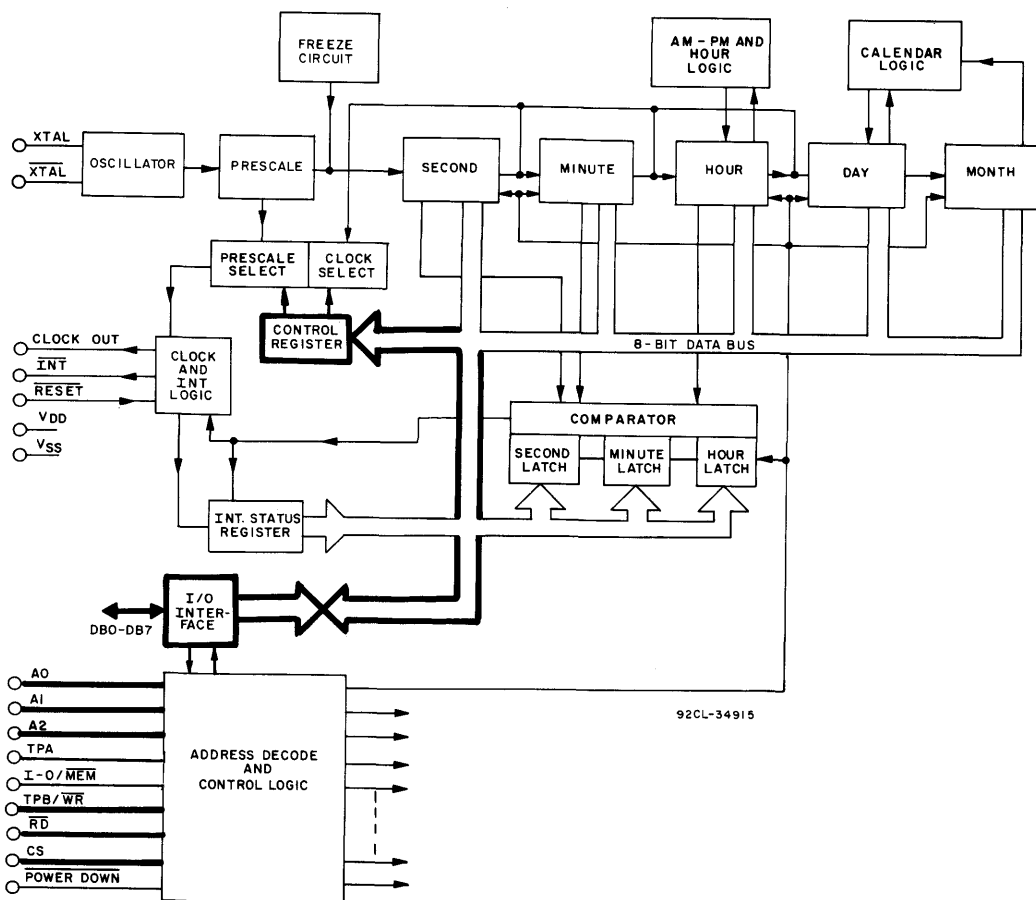 FREEZE
CIRCUIT
AM-PM AND
HOUR
LOGIC
CALENDAR
LOGIC
XTAL
XTAL
OSCILLATOR
PRESCALE
SECOND
MINUTE
HOUR
DAY
MONTH
PRESCALE
SELECT
CLOCK
SELECT
CONTROL
REGISTER
8-BIT DATA BUS
CLOCK OUT
INT
RESET
VDD
VSS
CLOCK
AND
INT
LOGIC
COMPARATOR
SECOND
LATCH
MINUTE
LATCH
HOUR
LATCH
INT. STATUS
REGISTER
I/O
INTER-
FACE
DB0-DB7
A0
A1
A2
TPA
I-O/MEM
TPB/WR
RD
CS
POWER DOWN
ADDRESS DECODE
AND
CONTROL LOGIC
92CL-34915